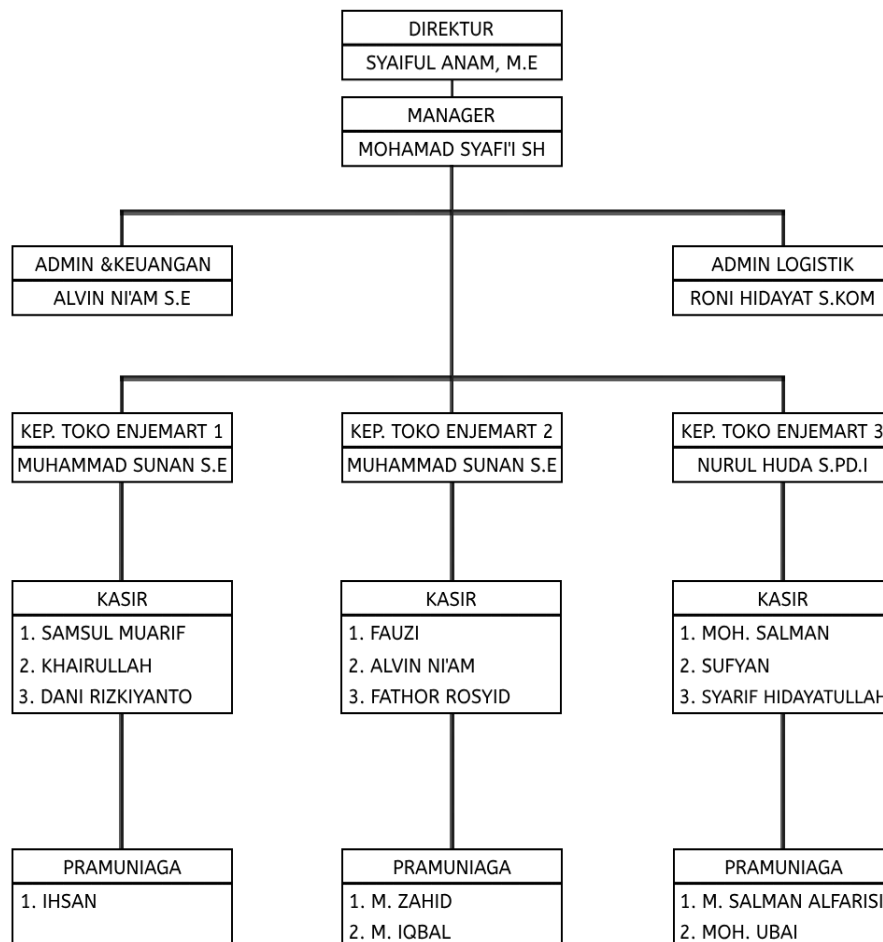 DIREKTUR
SYAIFUL ANAM, M.E
MANAGER
MOHAMAD SYAFI'I SH
ADMIN &KEUANGAN
ALVIN NI'AM S.E
ADMIN LOGISTIK
RONI HIDAYAT S.KOM
KEP. TOKO ENJEMART 1
MUHAMMAD SUNAN S.E
KEP. TOKO ENJEMART 2
MUHAMMAD SUNAN S.E
KEP. TOKO ENJEMART 3
NURUL HUDA S.PD.I
KASIR
1. SAMSUL MUARIF
2. KHAIRULLAH
3. DANI RIZKIYANTO
KASIR
1. FAUZI
2. ALVIN NI'AM
3. FATHOR ROSYID
KASIR
1. MOH. SALMAN
2. SUFYAN
3. SYARIF HIDAYATULLAH
PRAMUNIAGA
1. IHSAN
PRAMUNIAGA
1. M. ZAHID
2. M. IQBAL
PRAMUNIAGA
1. M. SALMAN ALFARISI
2. MOH. UBAI